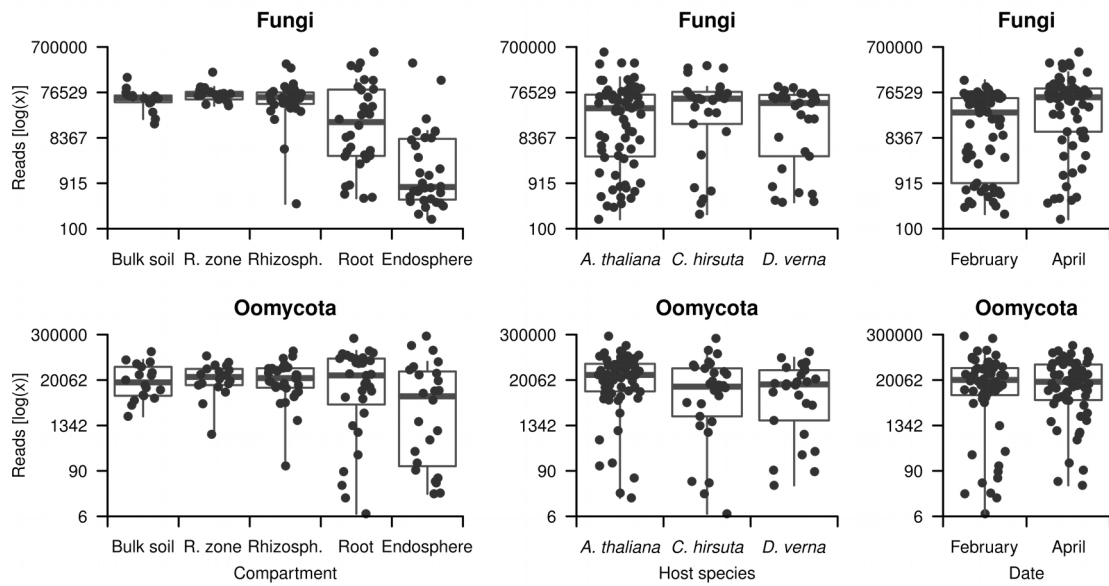 Fungi
Fungi
Fungi
Reads [log(x)]
700000
76529
8367
915
100
Bulk soil R. zone Rhizosph. Root Endosphere
700000
76529
8367
915
100
A. thaliana C. hirsuta D. verna
700000
76529
8367
915
100
February April
Oomycota
Oomycota
Oomycota
Reads [log(x)]
300000
20062
1342
90
6
Bulk soil R. zone Rhizosph. Root Endosphere
Compartment
300000
20062
1342
90
6
A. thaliana C. hirsuta D. verna
Host species
300000
20062
1342
90
6
February April
Date